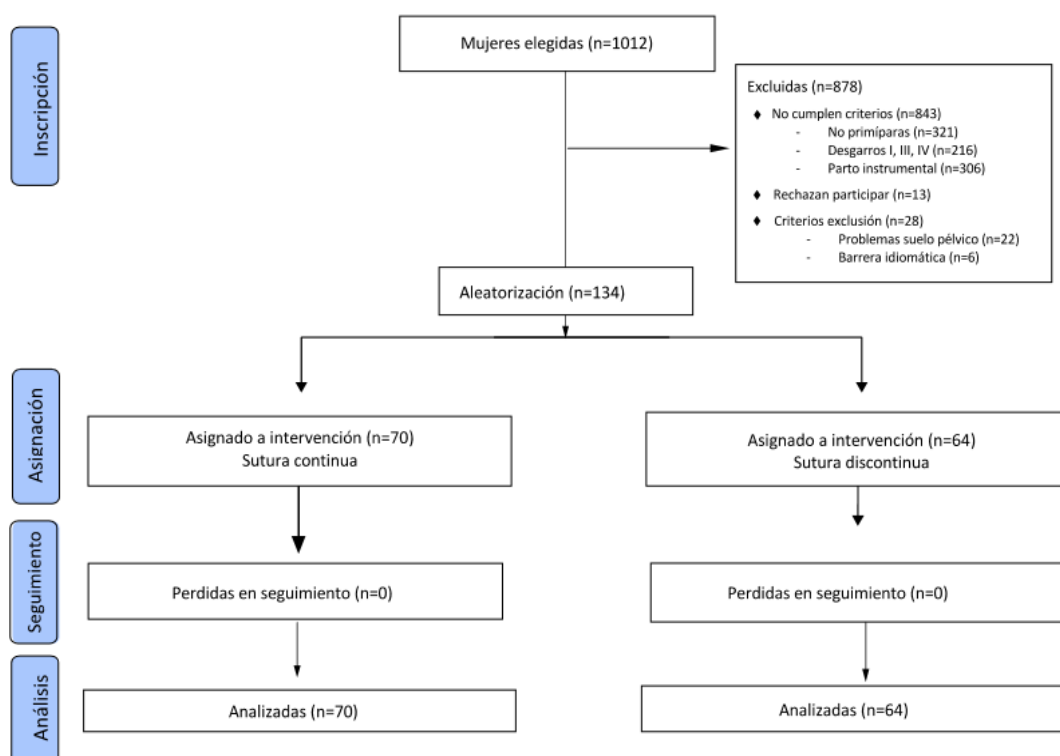 Inscripción
Mujeres elegidas (n=1012)
Excluidas (n=878)
♦ No cumplen criterios (n=843)
- No primíparas (n=321)
- Desgarros I, III, IV (n=216)
- Parto instrumental (n=306)
♦ Rechazan participar (n=13)
♦ Criterios exclusión (n=28)
- Problemas suelo pélvico (n=22)
- Barrera idiomática (n=6)
Aleatorización (n=134)
Asignación
Asignado a intervención (n=70)
Sutura continua
Asignado a intervención (n=64)
Sutura discontinua
Seguimiento
Perdidas en seguimiento (n=0)
Perdidas en seguimiento (n=0)
Análisis
Analizadas (n=70)
Analizadas (n=64)